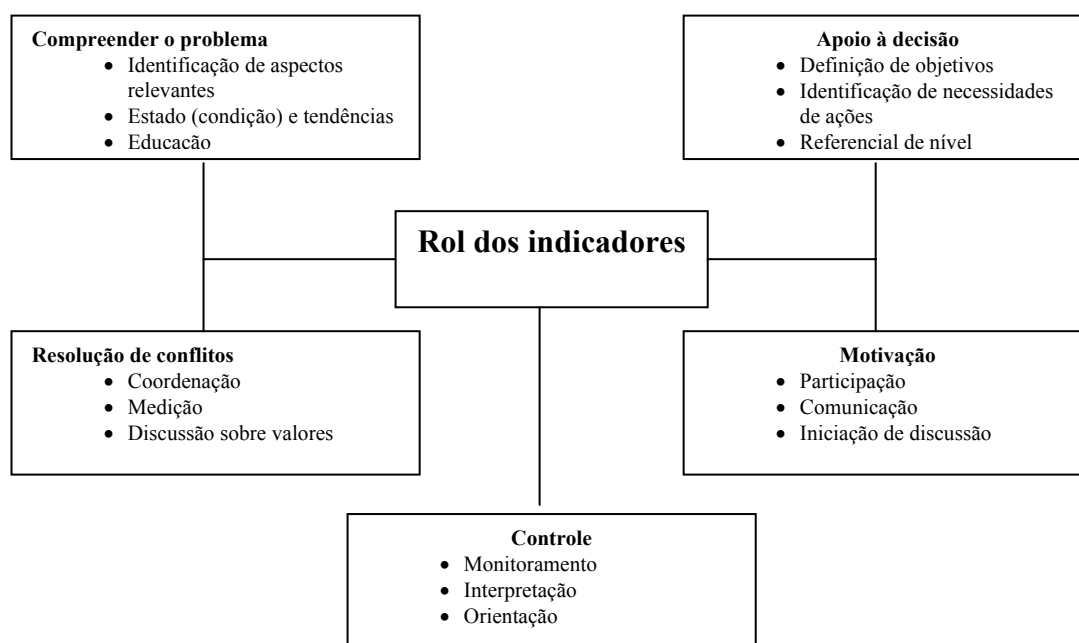 Compreender o problema
• Identificação de aspectos
relevantes
• Estado (condição) e tendências
• Educacão
Apoio à decisão
• Definição de objetivos
• Identificação de necessidades
de ações
• Referencial de nível
Rol dos indicadores
Resolução de conflitos
• Coordenação
• Medição
• Discussão sobre valores
Motivação
• Participação
• Comunicação
• Iniciação de discussão
Controle
• Monitoramento
• Interpretação
• Orientação